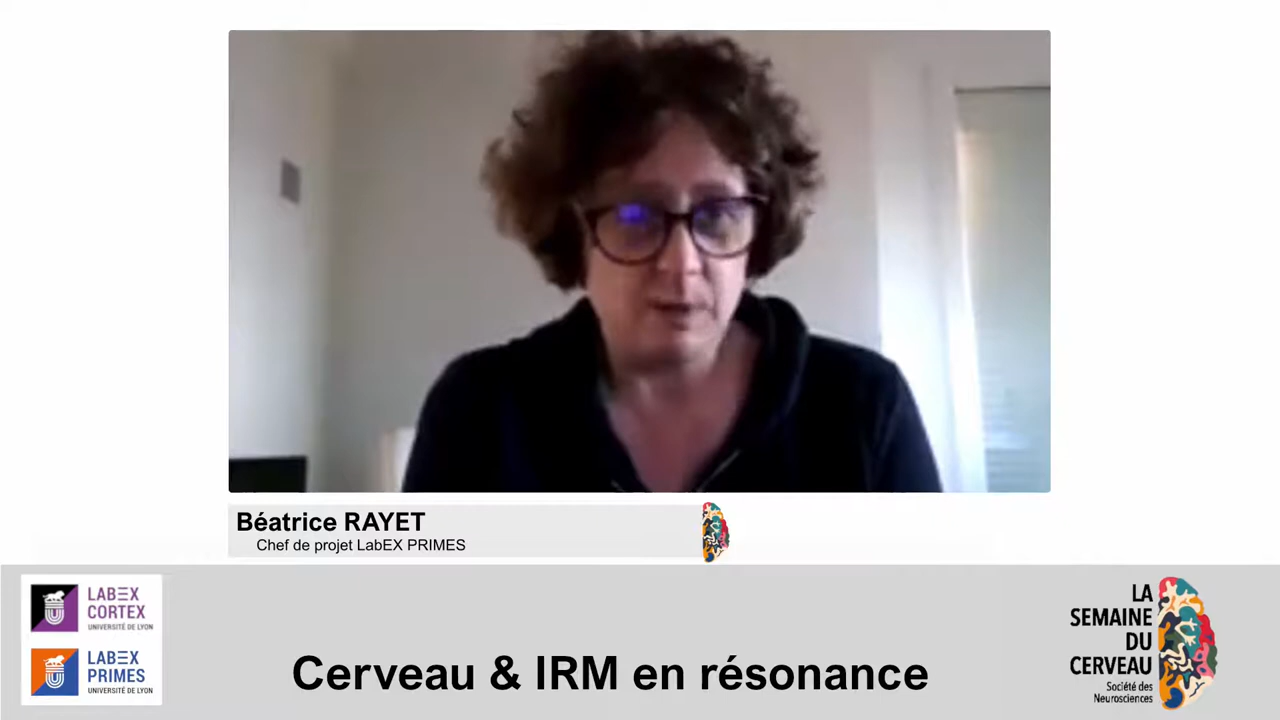 Béatrice RAYET
Chef de projet LabEX PRIMES
LABEX
CORTEX
UNIVERSITÉ DE LYON
LABEX
PRIMES
UNIVERSITÉ DE LYON
Cerveau & IRM en résonance
LA
SEMAINE
DU
CERVEAU
Société des
Neurosciences